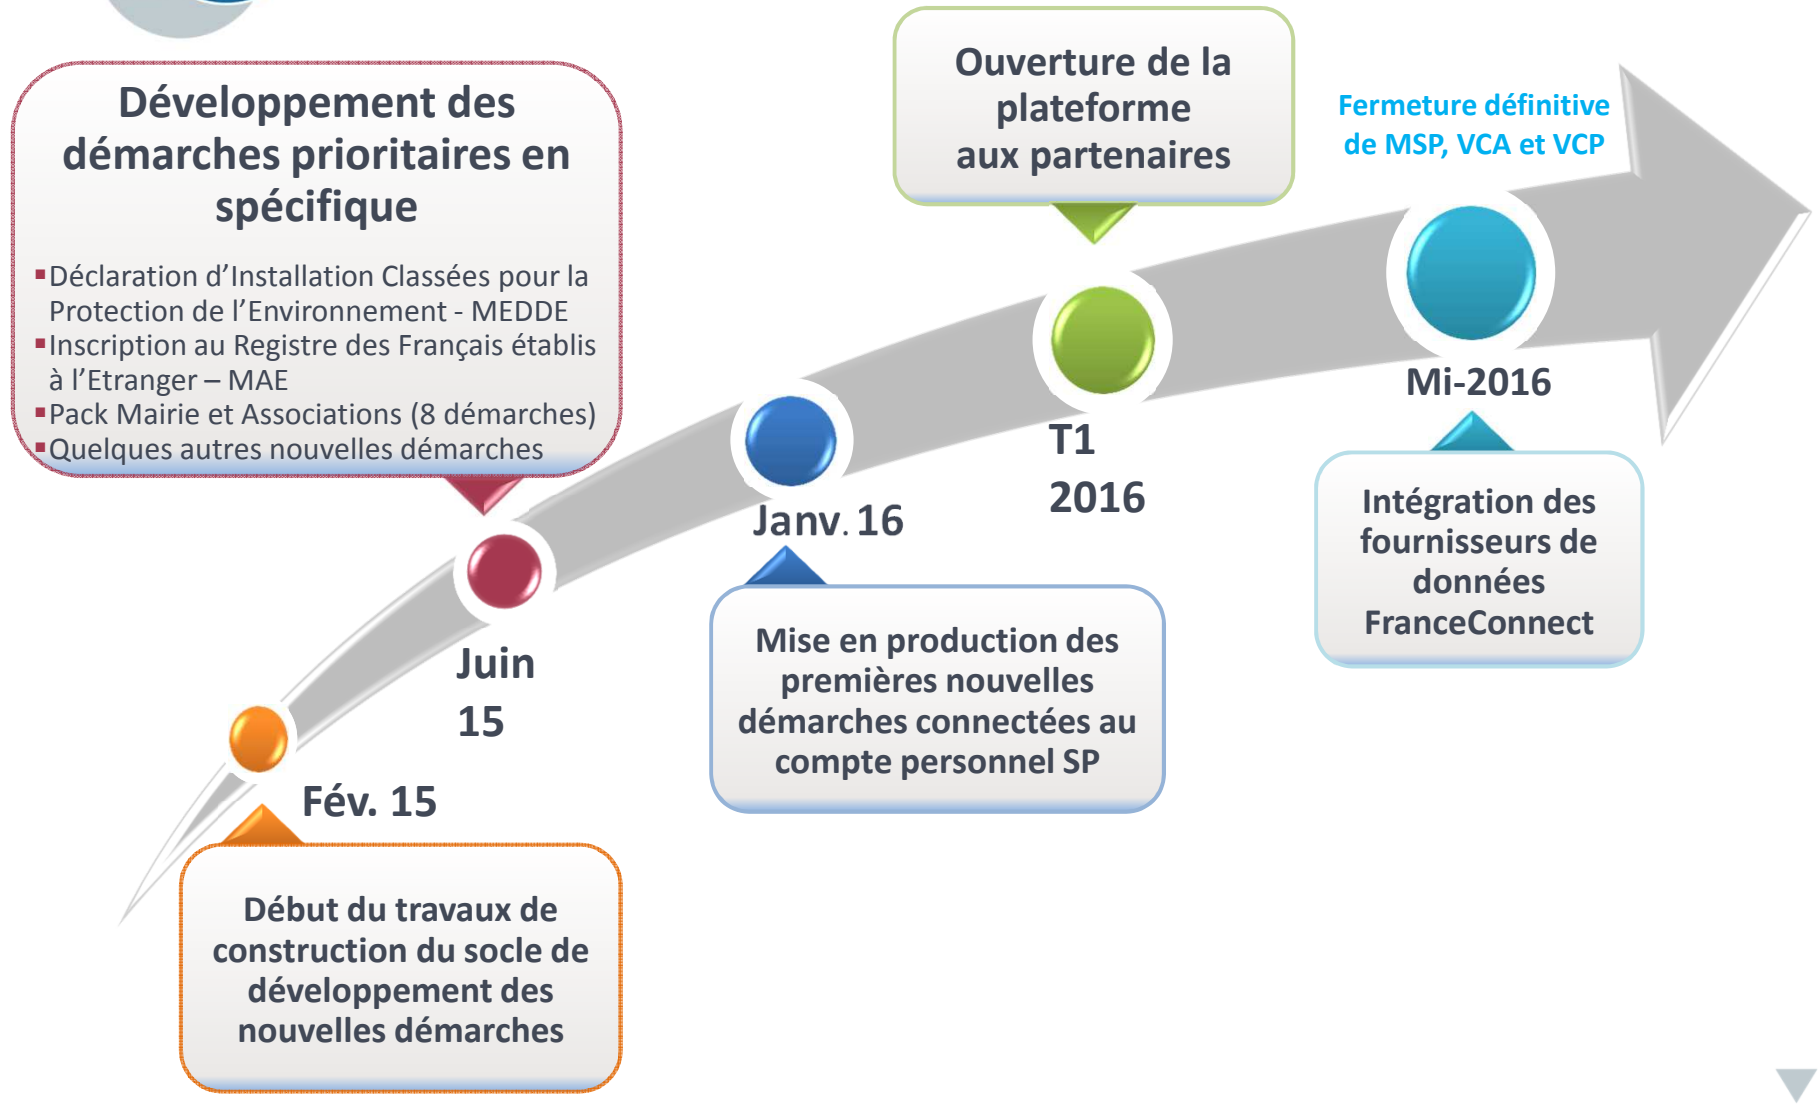 Développement des
démarches prioritaires en
spécifique
▪Déclaration d’Installation Classées pour la
Protection de l’Environnement - MEDDE
▪Inscription au Registre des Français établis
à l’Etranger – MAE
▪Pack Mairie et Associations (8 démarches)
▪Quelques autres nouvelles démarches
Ouverture de la
plateforme
aux partenaires
Fermeture définitive
de MSP, VCA et VCP
Mi-2016
T1
2016
Janv. 16
Juin
15
Fév. 15
Intégration des
fournisseurs de
données
FranceConnect
Mise en production des
premières nouvelles
démarches connectées au
compte personnel SP
Début du travaux de
construction du socle de
développement des
nouvelles démarches